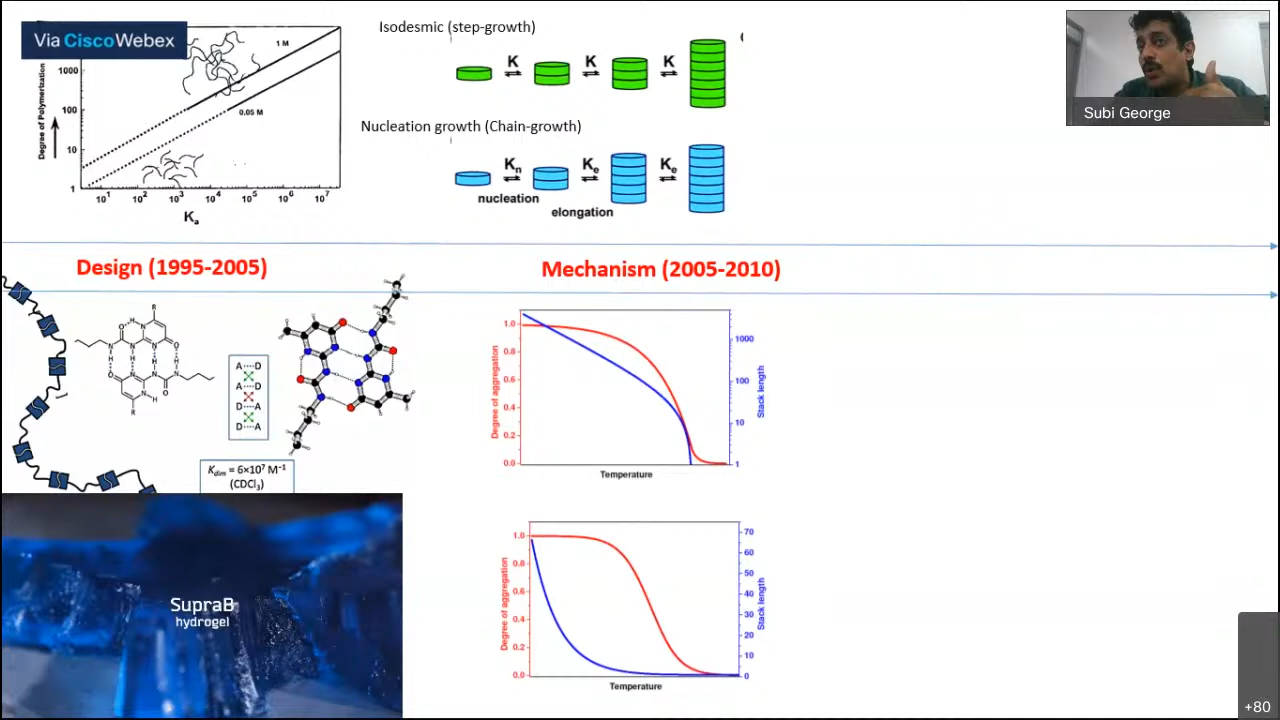 Via Cisco Webex
Degree of Polymerization
1000
100
10
1
1 M
0.05 M
10¹
10²
10³
10⁴
10⁵
10⁶
10⁷
Kₐ
Isodesmic (step-growth)
K
K
K
Nucleation growth (Chain-growth)
Kₙ
Kₑ
Kₑ
nucleation
elongation
Subi George
Design (1995-2005)
Mechanism (2005-2010)
A D
A D
D A
D A
K_dim = 6×10⁷ M⁻¹
(CDCl₃)
SupraB
hydrogel
Degree of aggregation
1.0
0.8
0.6
0.4
0.2
0.0
1000
100
10
1
Stack length
Temperature
Degree of aggregation
1.0
0.8
0.6
0.4
0.2
0.0
70
60
50
40
30
20
10
0
Stack length
Temperature
+80